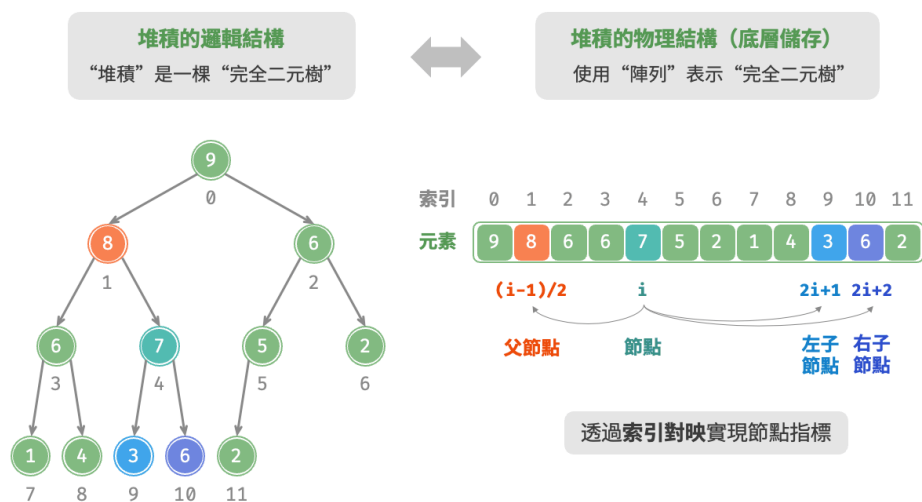 堆積的邏輯結構
“堆積”是一棵“完全二元樹”
堆積的物理結構（底層儲存）
使用“陣列”表示“完全二元樹”
9
0
8
6
1
2
6
7
5
2
3
4
5
6
1
4
3
6
2
7
8
9
10
11
索引 0 1 2 3 4 5 6 7 8 9 10 11
元素 9 8 6 6 7 5 2 1 4 3 6 2
(i-1)/2 i 2i+1 2i+2
父節點 節點 左子節點 右子節點
透過索引對映實現節點指標